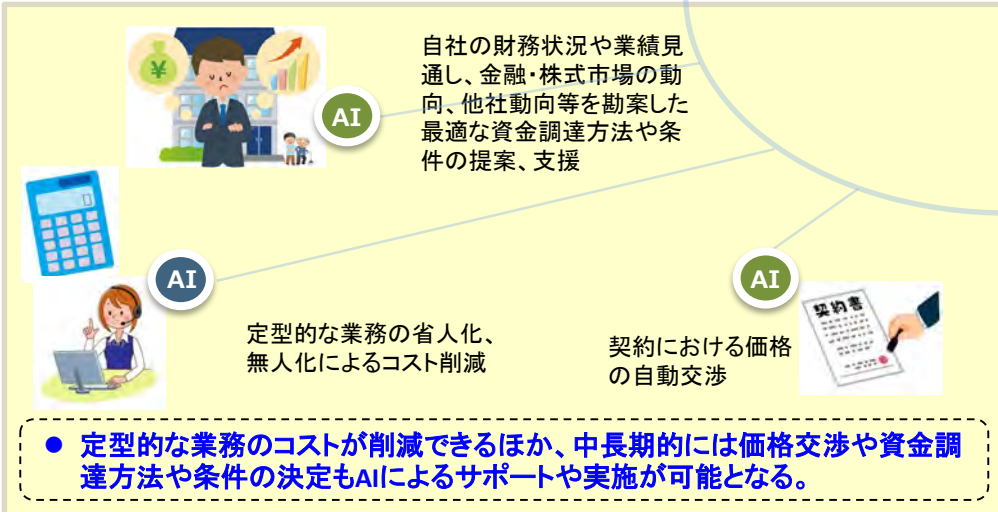 自社の財務状況や業績見
通し、金融・株式市場の動
向、他社動向等を勘案した
最適な資金調達方法や条
件の提案、支援
AI
¥
0
AI
定型的な業務の省人化、
無人化によるコスト削減
AI
契約書
契約における価格
の自動交渉
● 定型的な業務のコストが削減できるほか、中長期的には価格交渉や資金調
達方法や条件の決定もAIによるサポートや実施が可能となる。